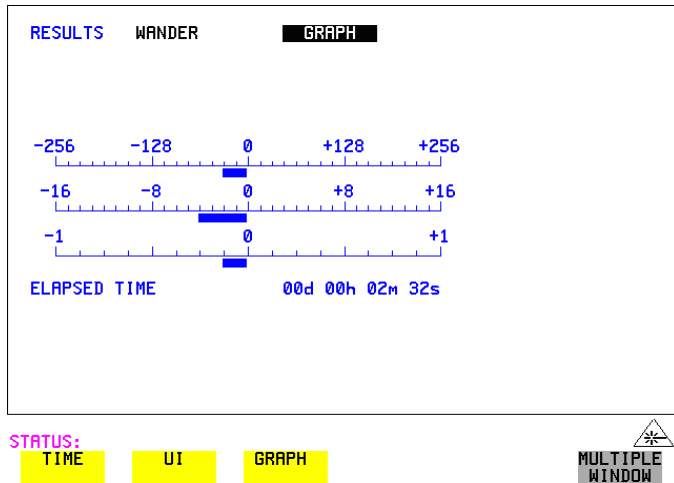 RESULTS WANDER GRAPH
-256 -128 0 +128 +256
-16 -8 0 +8 +16
-1 0 +1
ELAPSED TIME 00d 00h 02m 32s
STATUS:
TIME UI GRAPH MULTIPLE
WINDOW